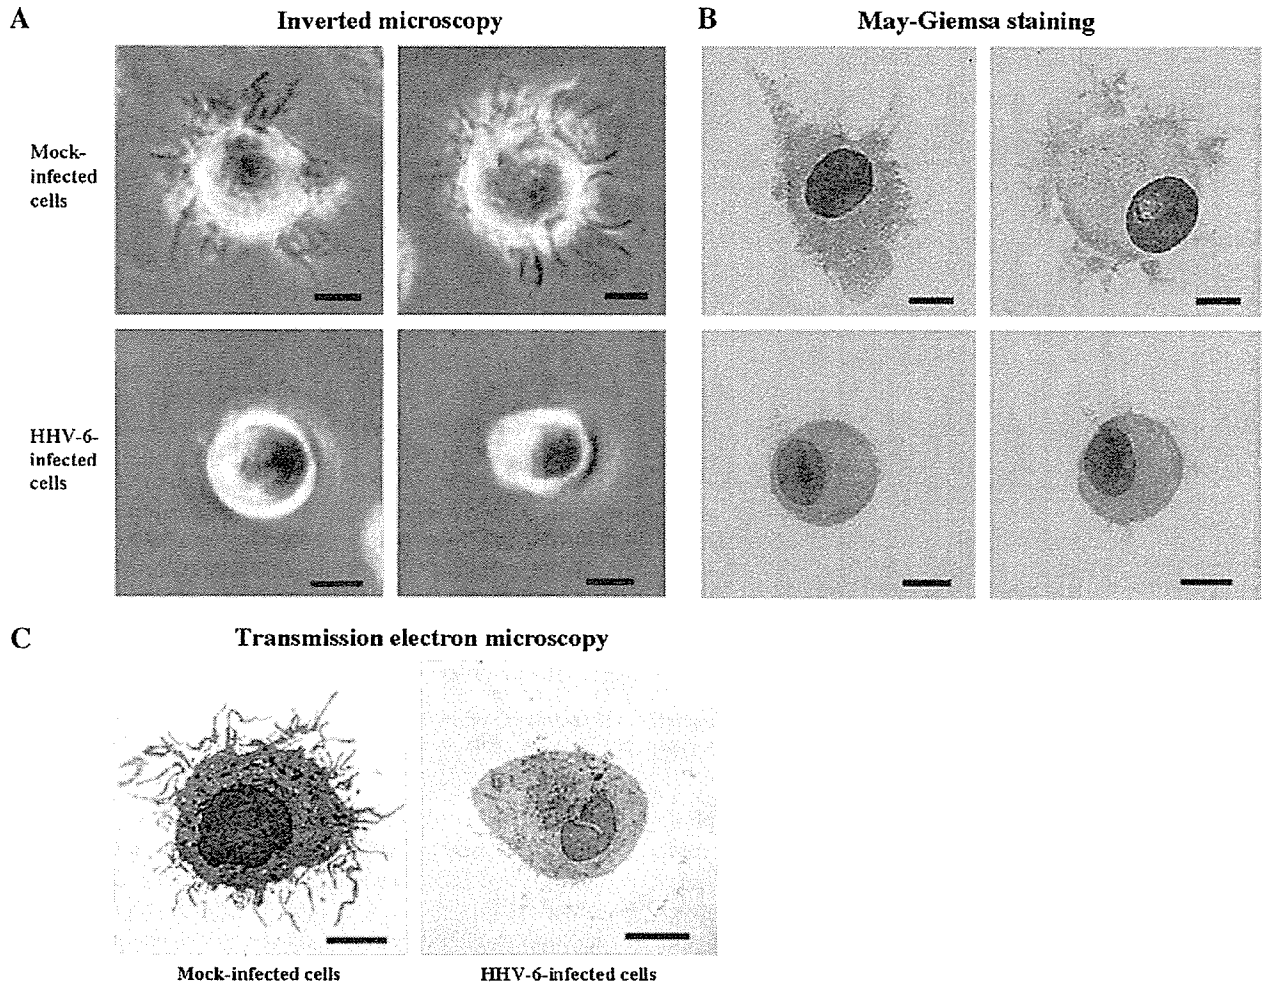 A
Inverted microscopy
B
May-Giemsa staining
Mock-
infected
cells
HHV-6-
infected
cells
C
Transmission electron microscopy
Mock-infected cells
HHV-6-infected cells